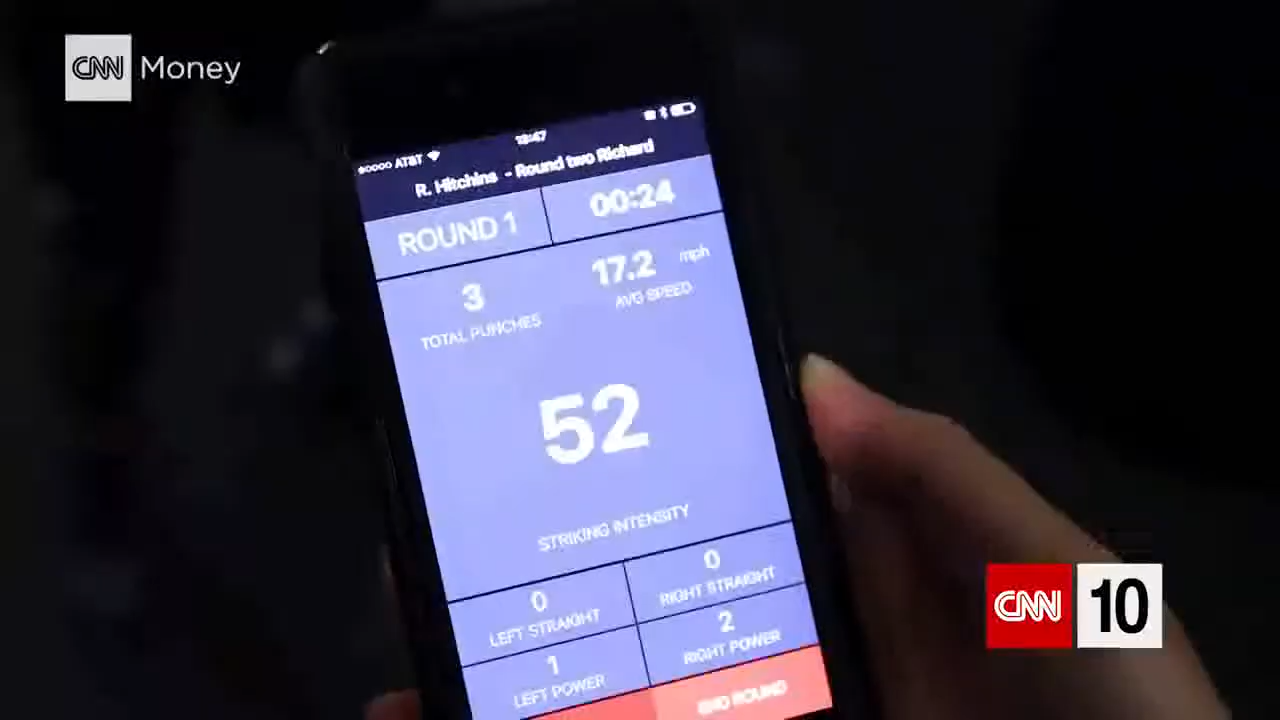 CNN Money
AT&T
R. Hitchins - Round two Richard
ROUND 1
00:24
3
TOTAL PUNCHES
17.2 mph
AVG SPEED
52
STRIKING INTENSITY
0
LEFT STRAIGHT
0
RIGHT STRAIGHT
1
LEFT POWER
2
RIGHT POWER
END ROUND
CNN 10